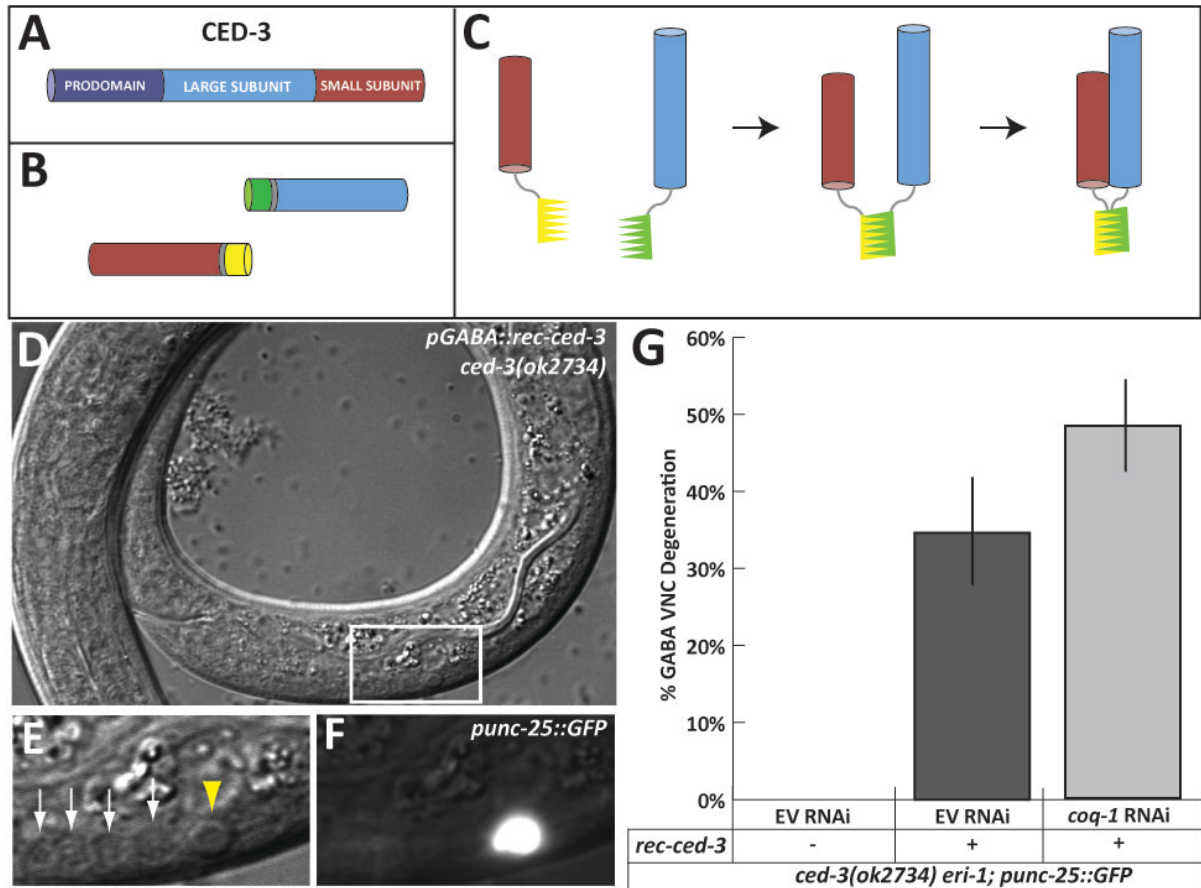 A
CED-3
PRODOMAIN LARGE SUBUNIT SMALL SUBUNIT
B
C
D
pGABA::rec-ced-3
ced-3(ok2734)
E
F
punc-25::GFP
G
% GABA VNC Degeneration
60%
50%
40%
30%
20%
10%
0%
EV RNAi EV RNAi coq-1 RNAi
rec-ced-3 - + +
ced-3(ok2734) eri-1; punc-25::GFP